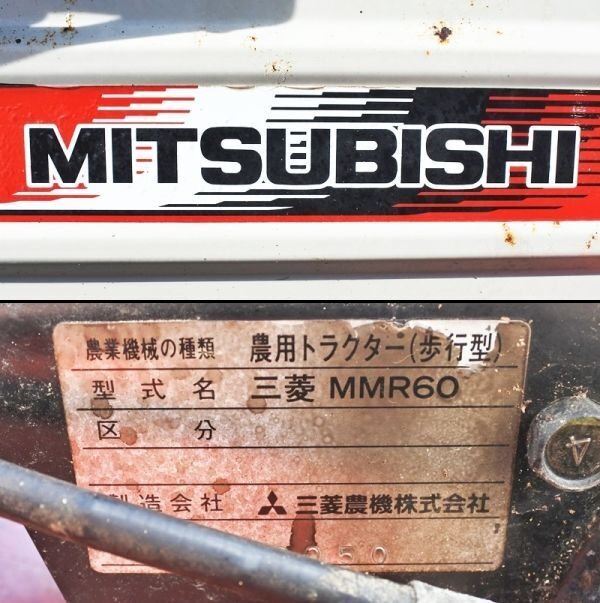 MITSUBISHI
農業機械の種類 農用トラクター(歩行型)
型式名 三菱 MMR60
区分
製造会社 三菱農機株式会社